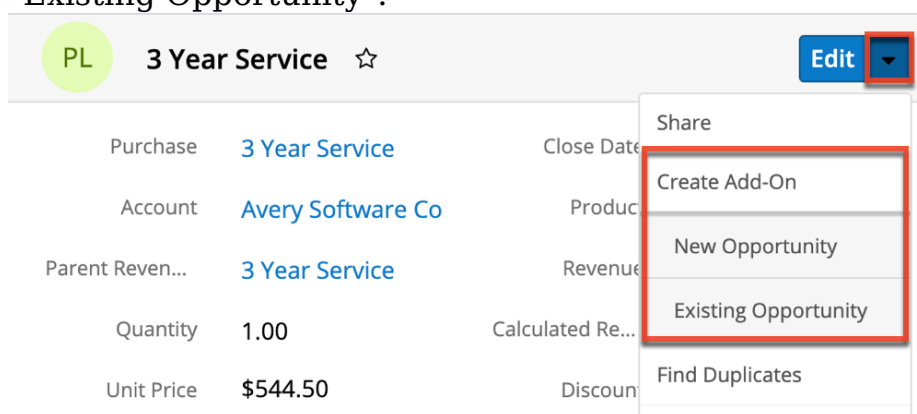 Existing Opportunity".
PL 3 Year Service Edit
Share
Purchase 3 Year Service Close Date
Create Add-On
Account Avery Software Co Produc
New Opportunity
Parent Reven... 3 Year Service Revenue
Existing Opportunity
Quantity 1.00 Calculated Re...
Find Duplicates
Unit Price $544.50 Discoun